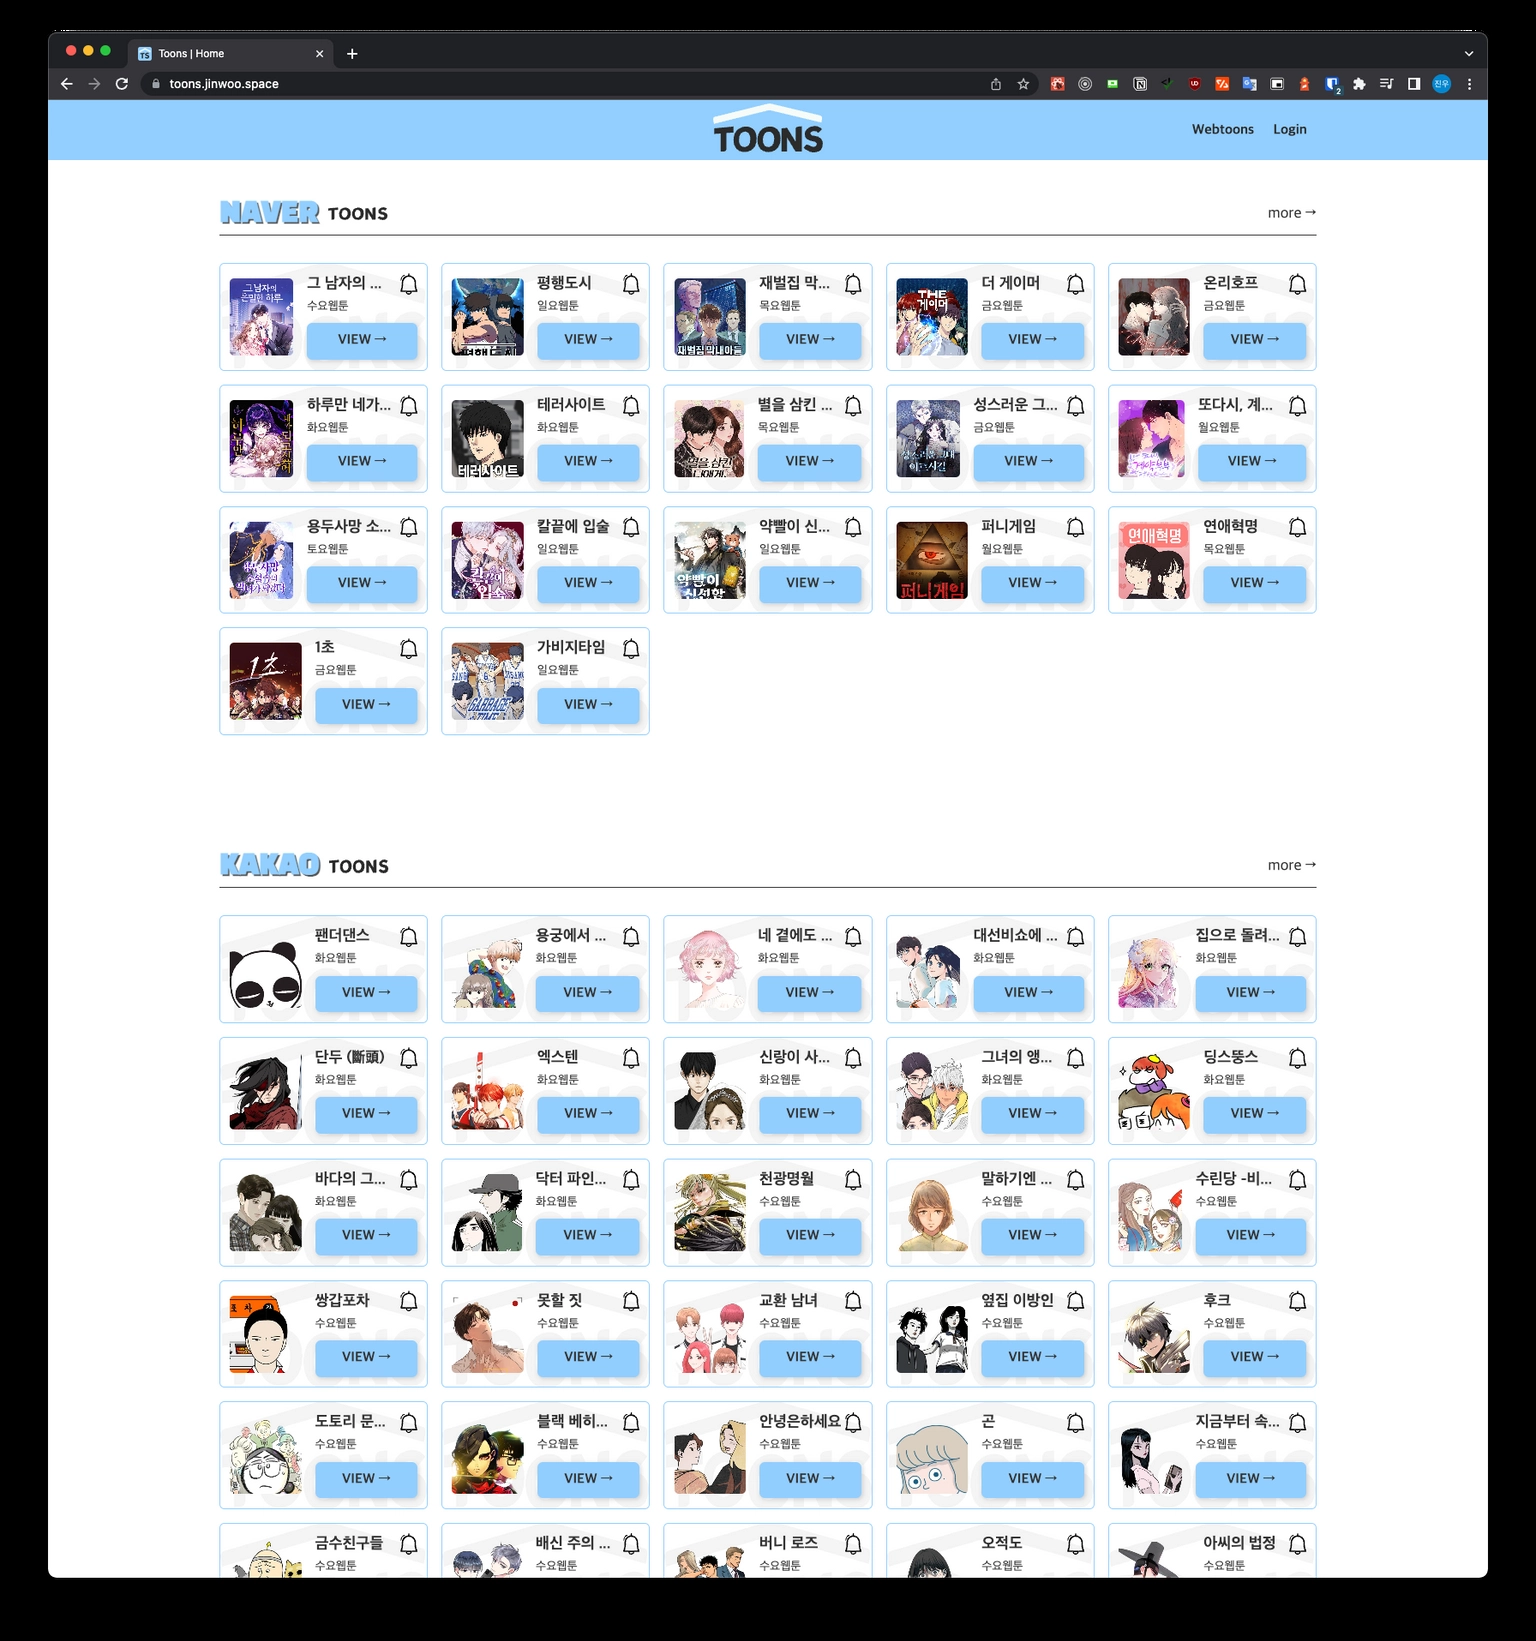 Toons | Home
toons.jinwoo.space
TOONS
Webtoons Login
NAVER TOONS
more →
그 남자의 ...
수요웹툰
VIEW →
평행도시
일요웹툰
VIEW →
재벌집 막...
목요웹툰
VIEW →
더 게이머
금요웹툰
VIEW →
온리호프
금요웹툰
VIEW →
하루만 네가...
화요웹툰
VIEW →
테러사이트
화요웹툰
VIEW →
별을 삼킨 ...
목요웹툰
VIEW →
성스러운 그...
금요웹툰
VIEW →
또다시, 계...
월요웹툰
VIEW →
용두사망 소...
토요웹툰
VIEW →
칼끝에 입술
일요웹툰
VIEW →
약빨이 신...
일요웹툰
VIEW →
퍼니게임
월요웹툰
VIEW →
연애혁명
목요웹툰
VIEW →
1초
금요웹툰
VIEW →
가비지타임
일요웹툰
VIEW →
KAKAO TOONS
more →
팬더댄스
화요웹툰
VIEW →
용궁에서 ...
화요웹툰
VIEW →
네 곁에도 ...
화요웹툰
VIEW →
대선비쇼에 ...
화요웹툰
VIEW →
집으로 돌려...
화요웹툰
VIEW →
단두 (斷頭)
화요웹툰
VIEW →
엑스텐
화요웹툰
VIEW →
신랑이 사...
화요웹툰
VIEW →
그녀의 앵...
화요웹툰
VIEW →
딩스뚱스
화요웹툰
VIEW →
바다의 그...
화요웹툰
VIEW →
닥터 파인...
화요웹툰
VIEW →
천광명월
수요웹툰
VIEW →
말하기엔 ...
수요웹툰
VIEW →
수린당 -비...
수요웹툰
VIEW →
쌍갑포차
수요웹툰
VIEW →
못할 짓
수요웹툰
VIEW →
교환 남녀
수요웹툰
VIEW →
옆집 이방인
수요웹툰
VIEW →
후크
수요웹툰
VIEW →
도토리 문...
수요웹툰
VIEW →
블랙 베히...
수요웹툰
VIEW →
안녕은하세요
수요웹툰
VIEW →
곤
수요웹툰
VIEW →
지금부터 속...
수요웹툰
VIEW →
금수친구들
수요웹툰
배신 주의 ...
수요웹툰
버니 로즈
수요웹툰
오적도
수요웹툰
아씨의 법정
수요웹툰